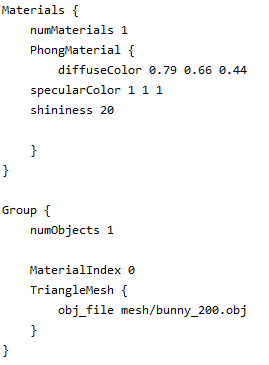 Materials {
    numMaterials 1
    PhongMaterial {
        diffuseColor 0.79 0.66 0.44
    specularColor 1 1 1
    shininess 20
    }
}
Group {
    numObjects 1
    MaterialIndex 0
    TriangleMesh {
        obj_file mesh/bunny_200.obj
    }
}